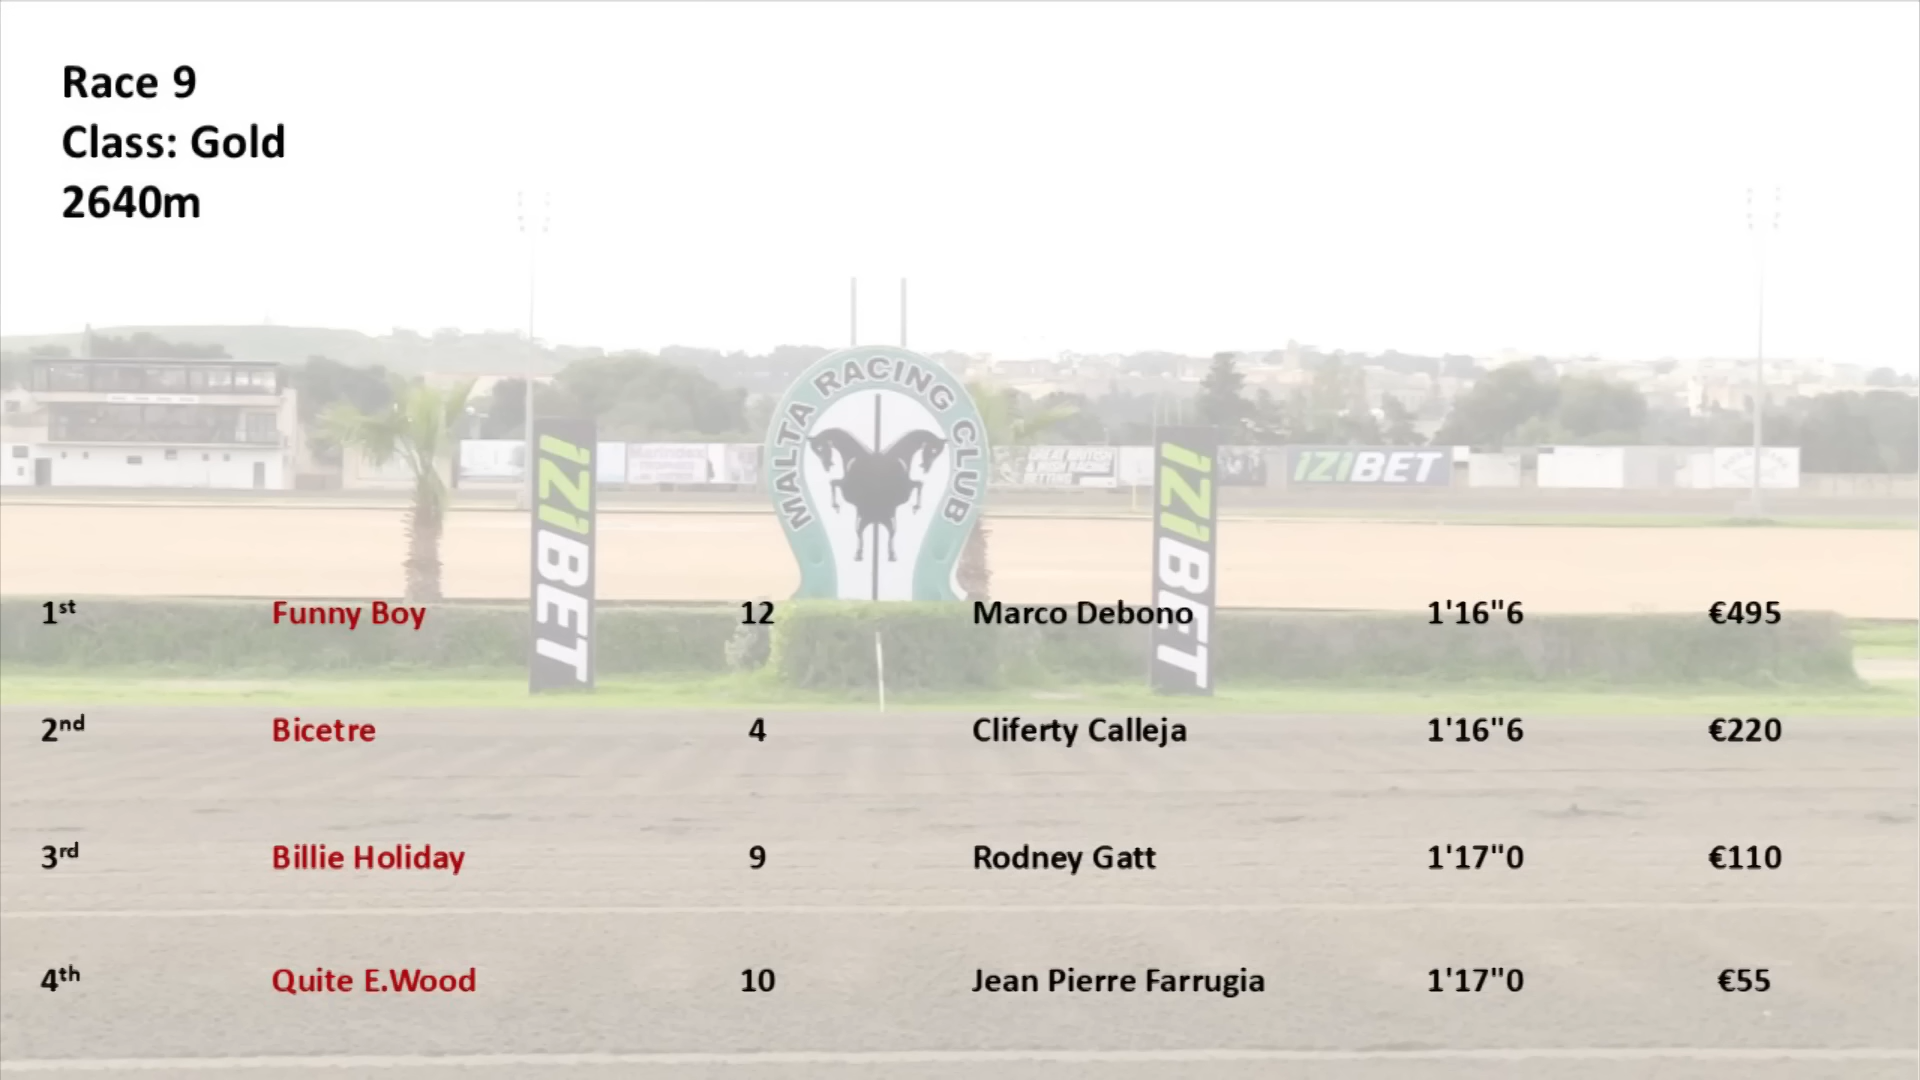 Race 9
Class: Gold
2640m
MALTA RACING CLUB
IZIBET
IZIBET
IZIBET
1st Funny Boy 12 Marco Debono 1'16"6 €495
2nd Bicetre 4 Cliferty Calleja 1'16"6 €220
3rd Billie Holiday 9 Rodney Gatt 1'17"0 €110
4th Quite E.Wood 10 Jean Pierre Farrugia 1'17"0 €55